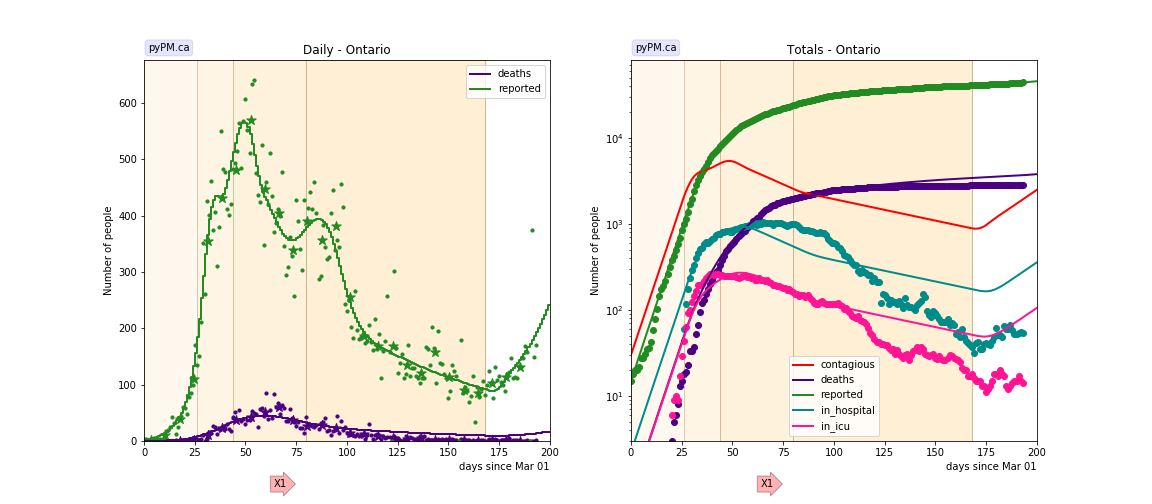 pyPM.ca
Daily - Ontario
deaths
reported
Number of people
600
500
400
300
200
100
0
0 25 50 75 100 125 150 175 200
days since Mar 01
X1
pyPM.ca
Totals - Ontario
Number of people
10⁴
10³
10²
10¹
contagious
deaths
reported
in_hospital
in_icu
0 25 50 75 100 125 150 175 200
days since Mar 01
X1